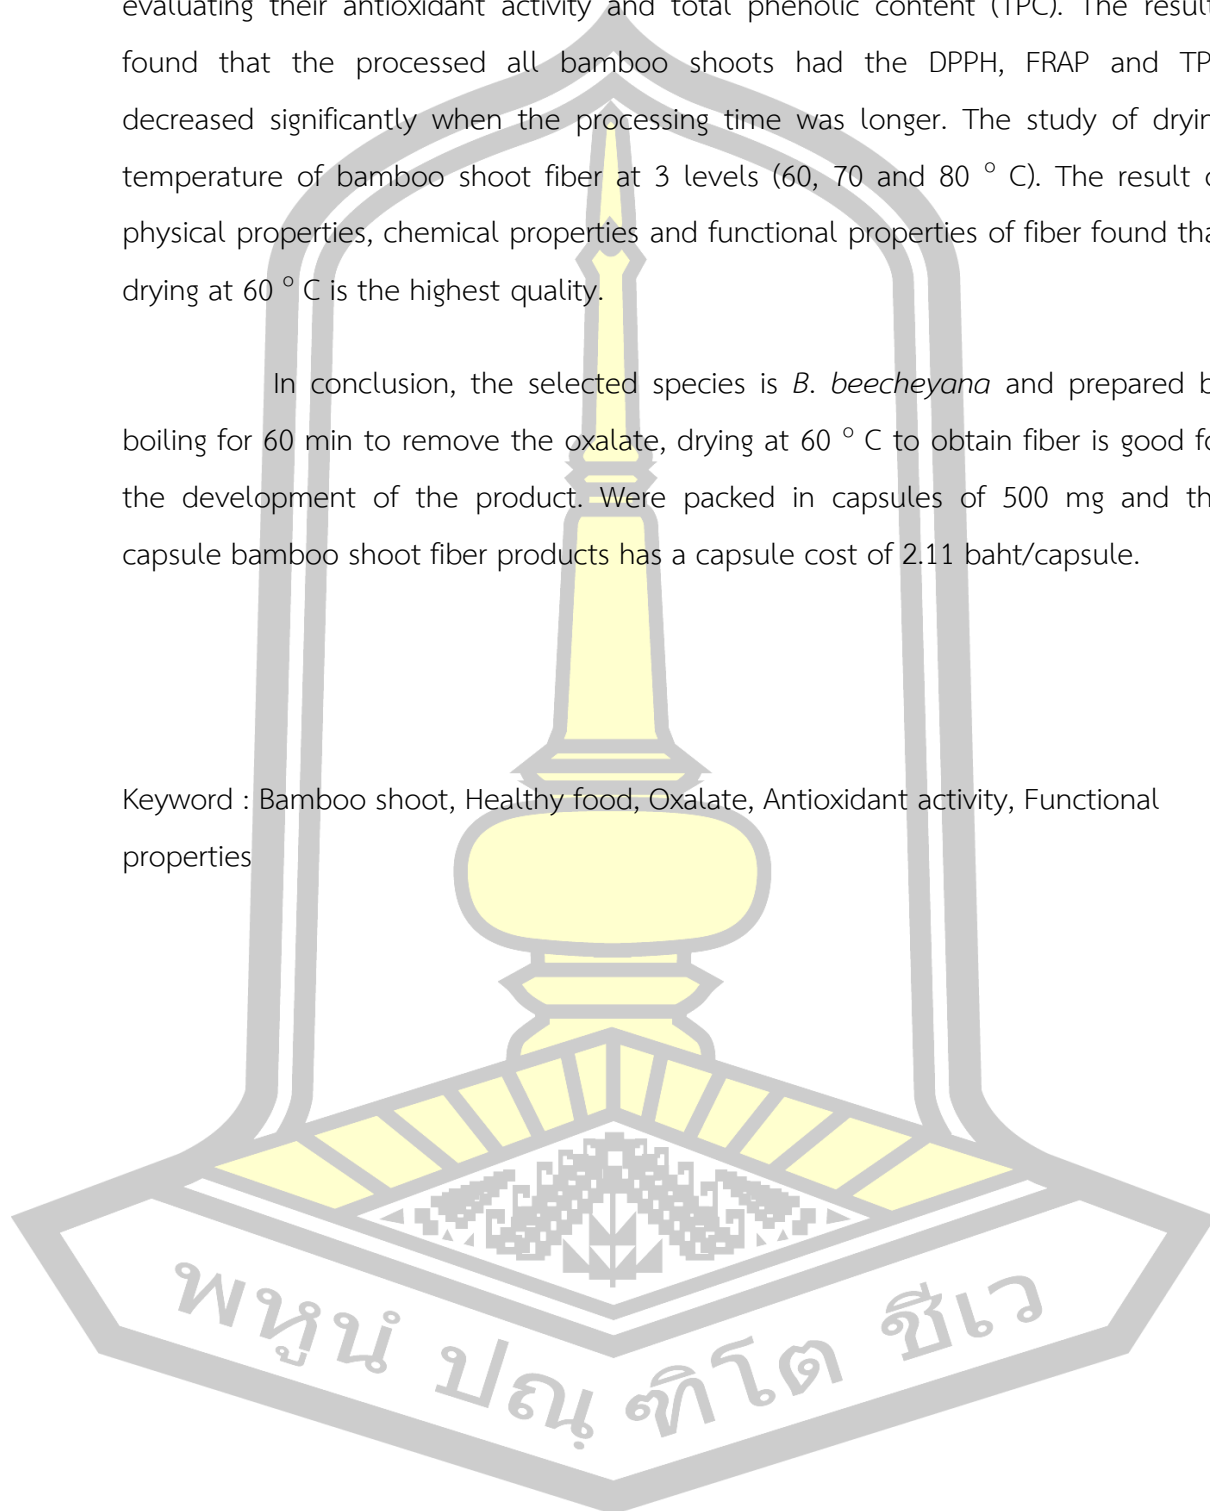 evaluating their antioxidant activity and total phenolic content (TPC). The result
found that the processed all bamboo shoots had the DPPH, FRAP and TP
decreased significantly when the processing time was longer. The study of dryin
temperature of bamboo shoot fiber at 3 levels (60, 70 and 80 ° C). The result o
physical properties, chemical properties and functional properties of fiber found tha
drying at 60 ° C is the highest quality.
In conclusion, the selected species is B. beecheyana and prepared b
boiling for 60 min to remove the oxalate, drying at 60 ° C to obtain fiber is good fo
the development of the product. Were packed in capsules of 500 mg and th
capsule bamboo shoot fiber products has a capsule cost of 2.11 baht/capsule.
Keyword : Bamboo shoot, Healthy food, Oxalate, Antioxidant activity, Functional
properties
พหูนํ ปณฺฑิโต ชีเว